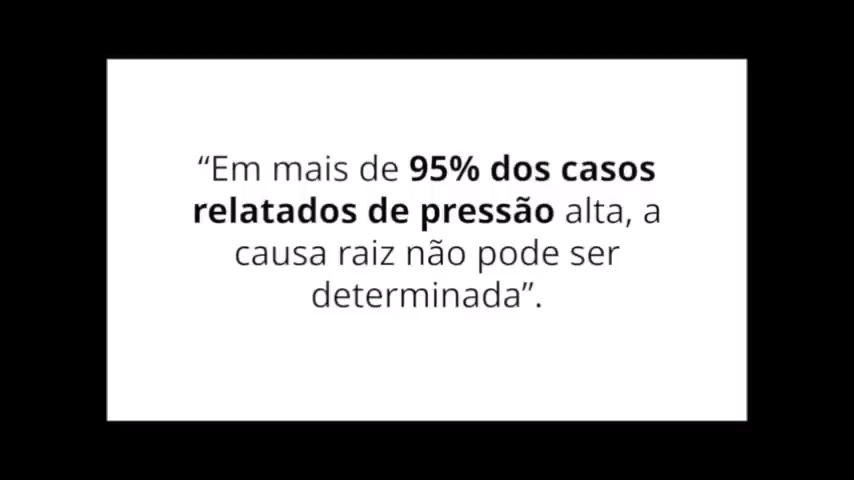 “Em mais de 95% dos casos
relatados de pressão alta, a
causa raiz não pode ser
determinada”.